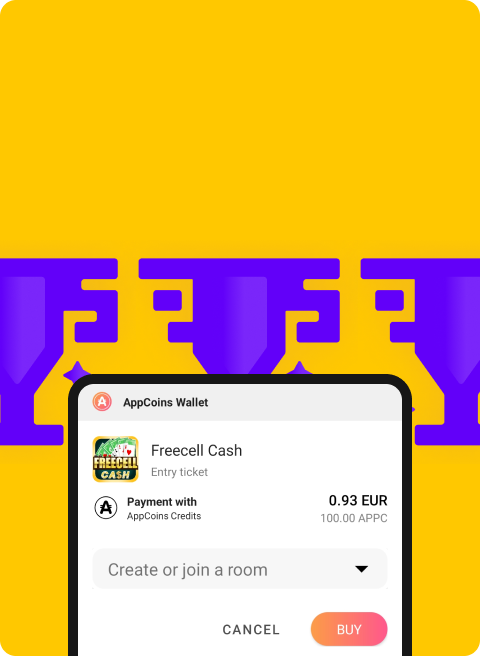 AppCoins Wallet
FREECELL
CASH
Freecell Cash
Entry ticket
Payment with
AppCoins Credits
0.93 EUR
100.00 APPC
Create or join a room
CANCEL
BUY